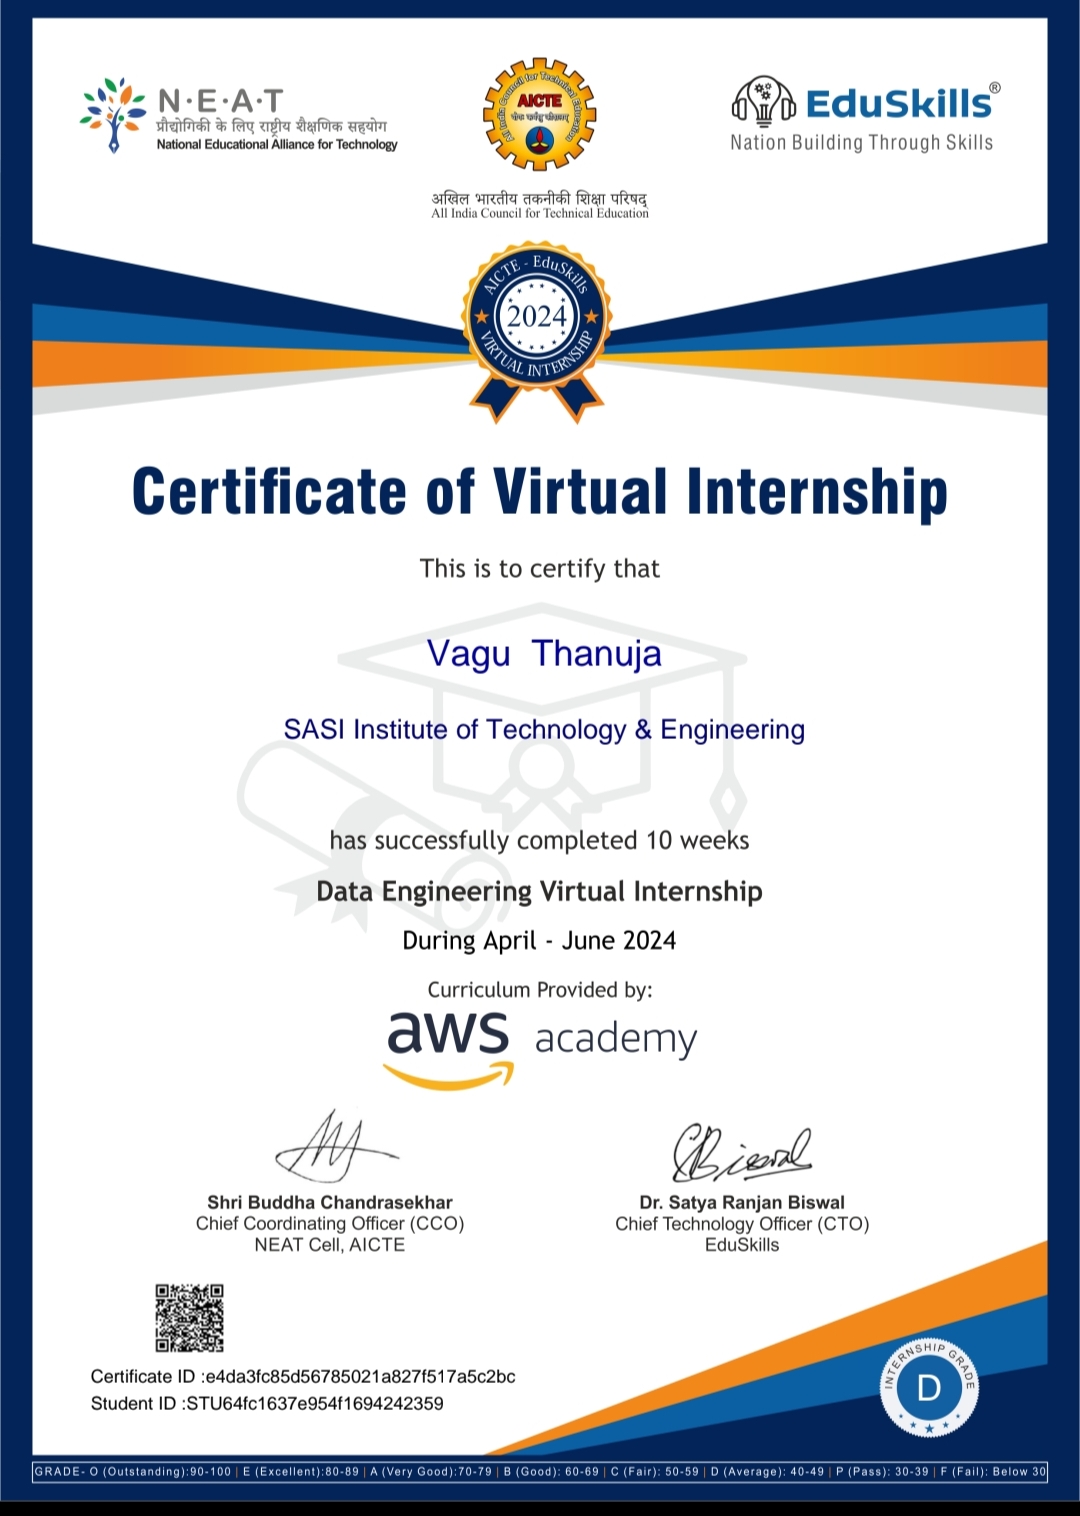 N·E·A·T
प्रौद्योगिकी के लिए राष्ट्रीय शैक्षणिक सहयोग
National Educational Alliance for Technology
All India Council for Technical Education
AICTE
योगः कर्मसु कौशलम्
EduSkills®
Nation Building Through Skills
अखिल भारतीय तकनीकी शिक्षा परिषद्
All India Council for Technical Education
AICTE - EduSkills
2024
VIRTUAL INTERNSHIP
Certificate of Virtual Internship
This is to certify that
Vagu Thanuja
SASI Institute of Technology & Engineering
has successfully completed 10 weeks
Data Engineering Virtual Internship
During April - June 2024
Curriculum Provided by:
aws academy
Biswal
Shri Buddha Chandrasekhar
Chief Coordinating Officer (CCO)
NEAT Cell, AICTE
Dr. Satya Ranjan Biswal
Chief Technology Officer (CTO)
EduSkills
Certificate ID :e4da3fc85d56785021a827f517a5c2bc
Student ID :STU64fc1637e954f1694242359
INTERNSHIP GRADE
D
GRADE- O (Outstanding):90-100 | E (Excellent):80-89 | A (Very Good):70-79 | B (Good): 60-69 | C (Fair): 50-59 | D (Average): 40-49 | P (Pass): 30-39 | F (Fail): Below 30